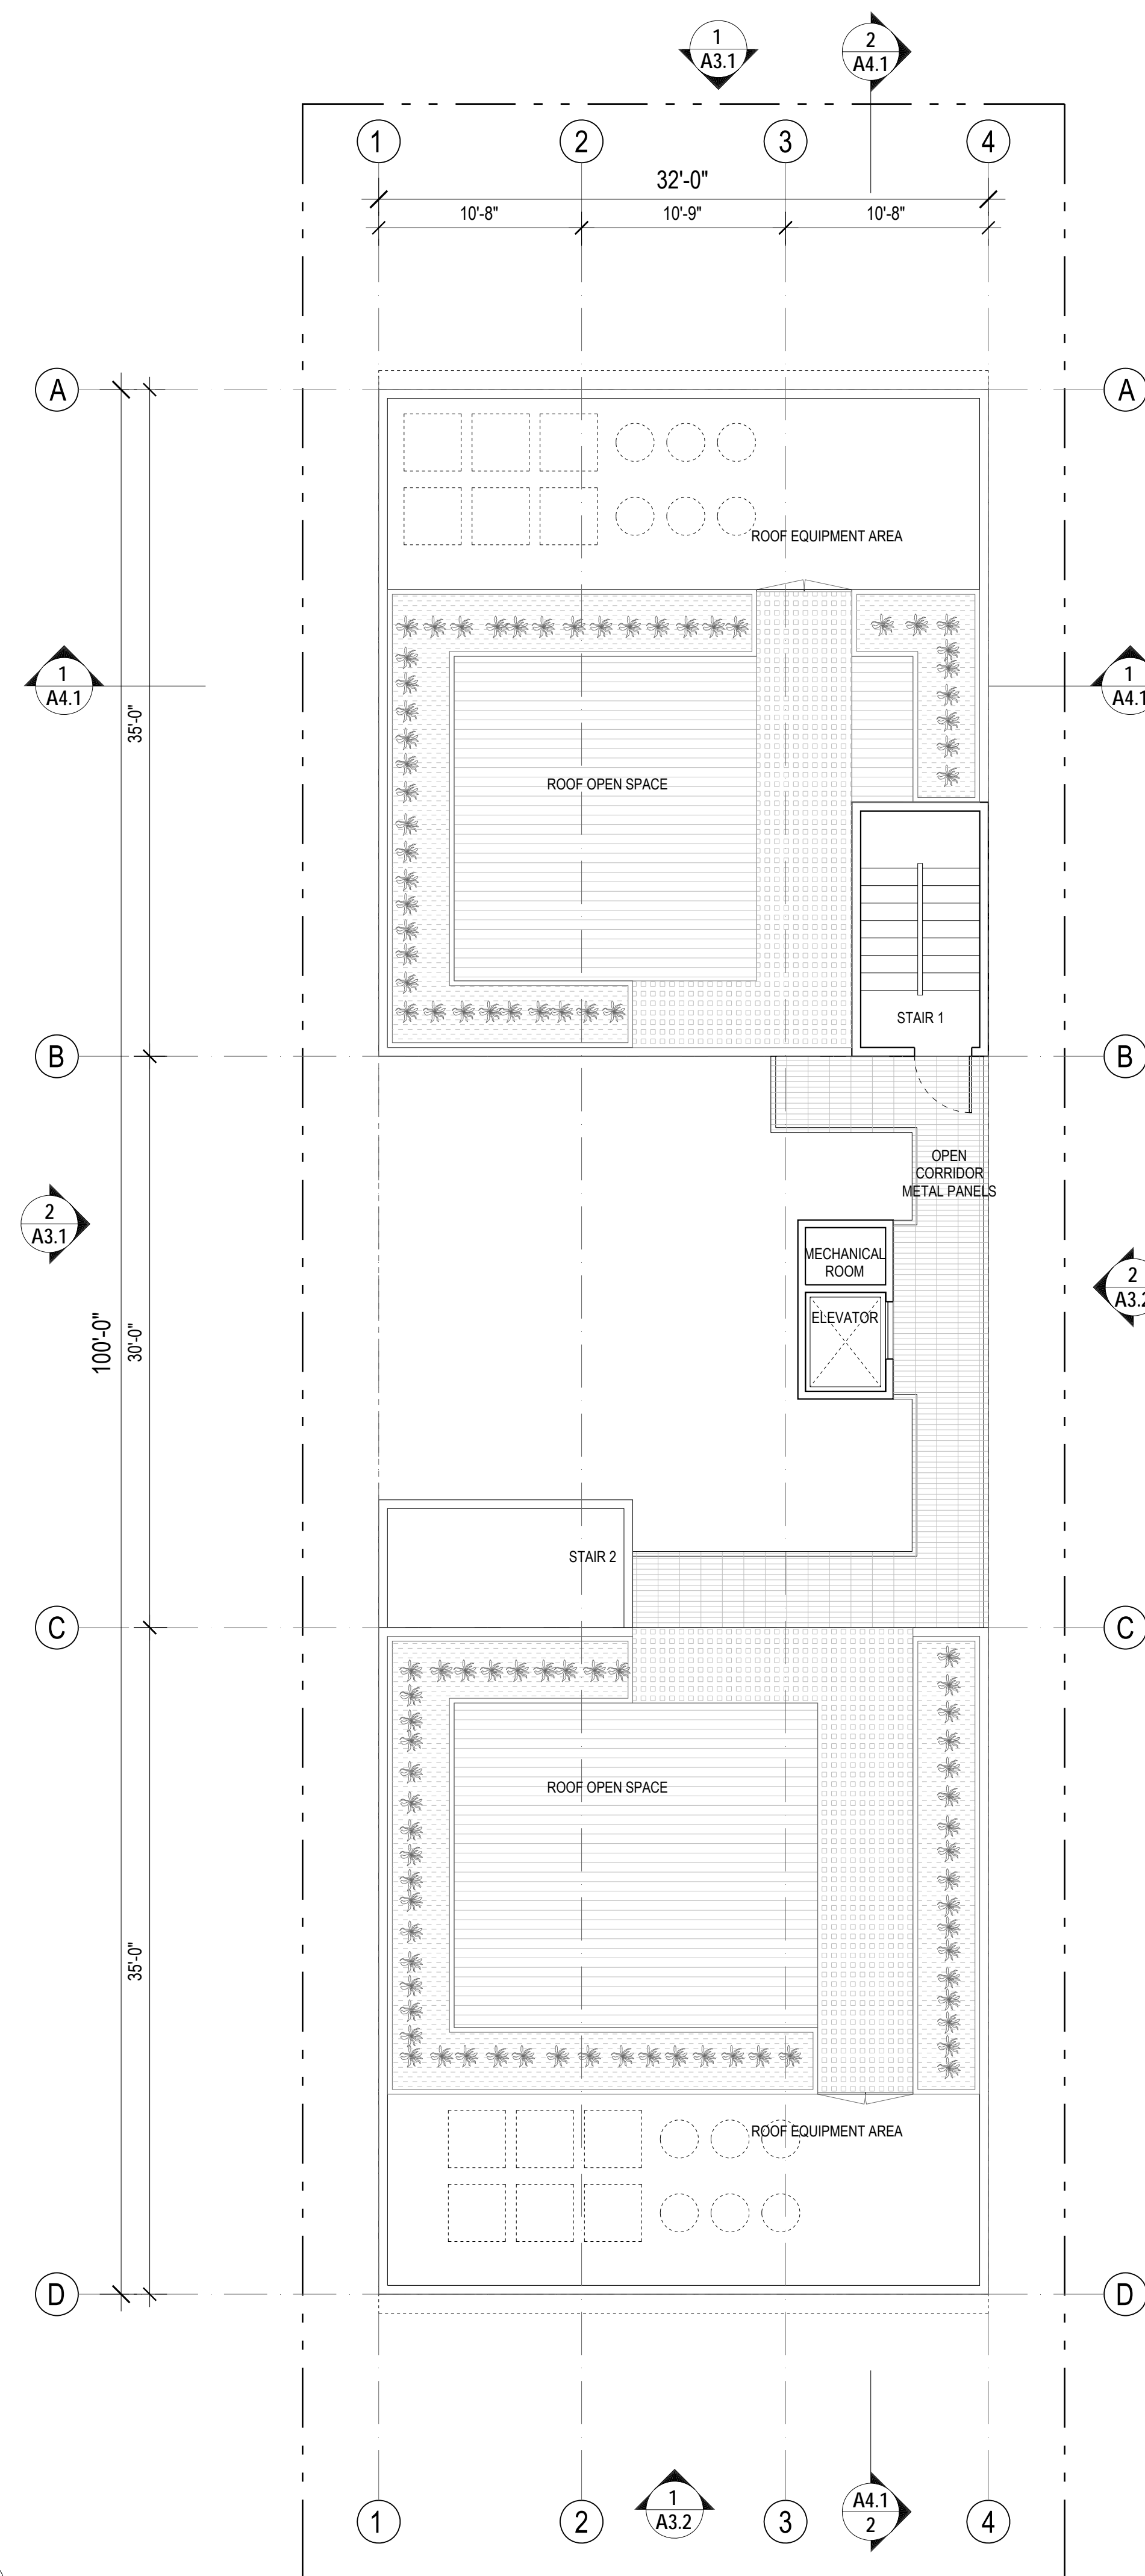 1
A3.1
2
A4.1
1
2
3
4
32'-0"
10'-8"
10'-9"
10'-8"
A
A
ROOF EQUIPMENT AREA
1
A4.1
1
A4.1
35'-0"
ROOF OPEN SPACE
STAIR 1
B
B
OPEN
CORRIDOR
METAL PANELS
2
A3.1
MECHANICAL
ROOM
2
A3.2
ELEVATOR
100'-0"
30'-0"
STAIR 2
C
C
ROOF OPEN SPACE
35'-0"
ROOF EQUIPMENT AREA
D
D
1
A3.2
A4.1
2
1
2
3
4